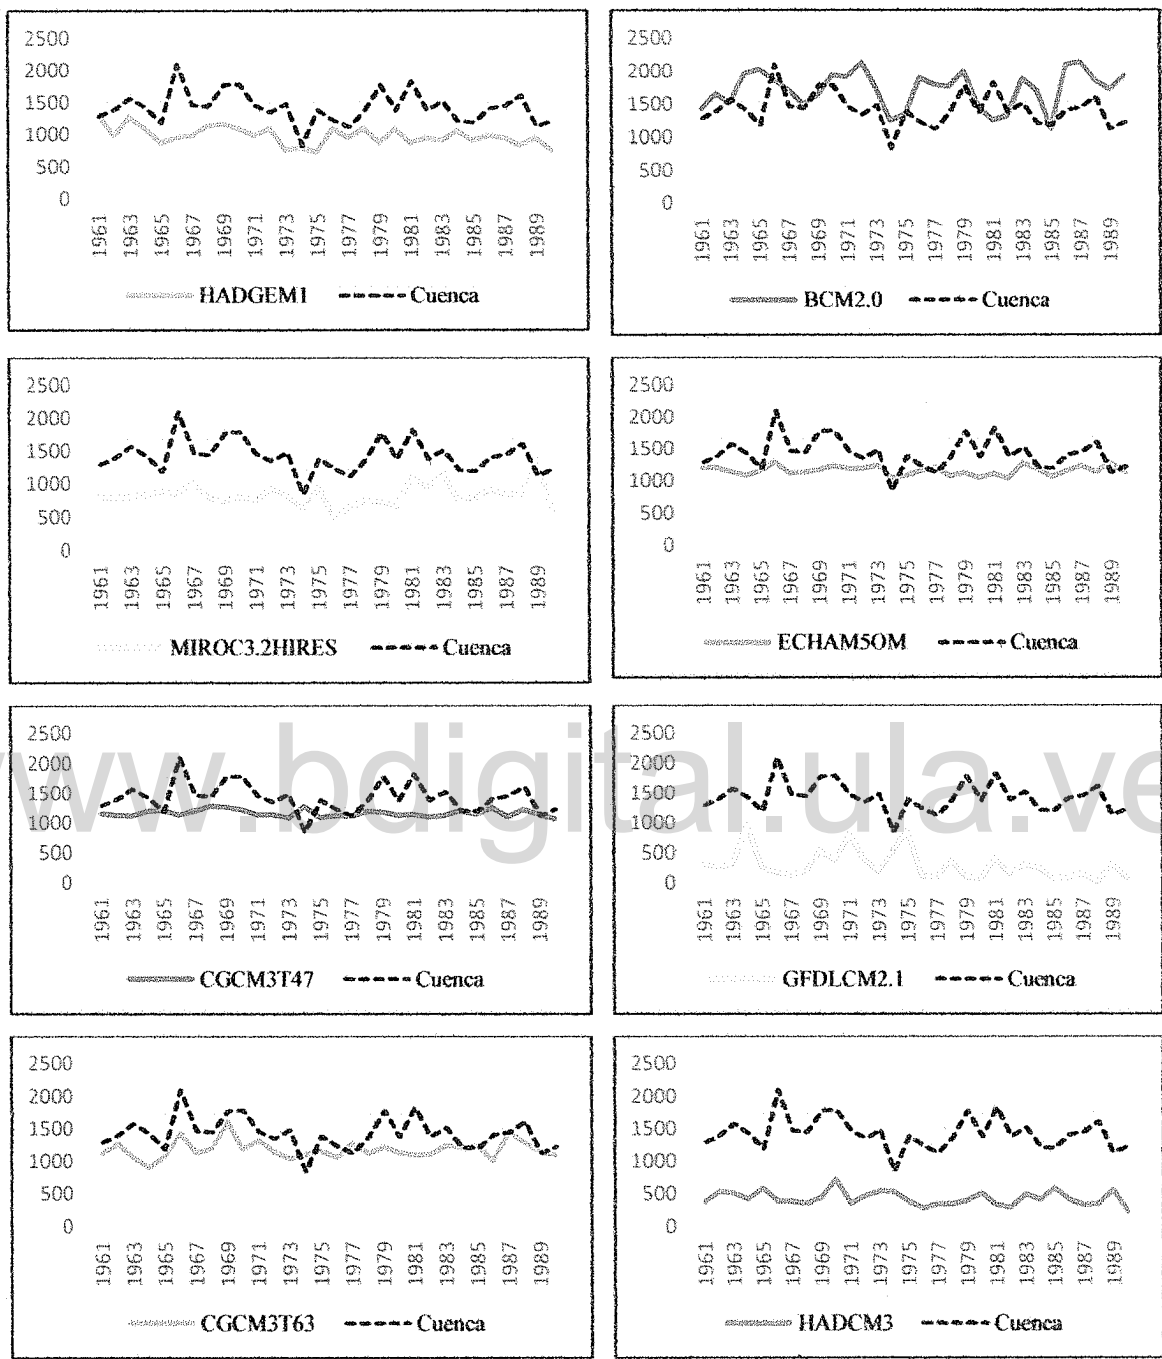 2500
2000
1500
1000
500
0
1961 1963 1965 1967 1969 1971 1973 1975 1977 1979 1981 1983 1985 1987 1989
HADGEM1 Cuenca
2500
2000
1500
1000
500
0
1961 1963 1965 1967 1969 1971 1973 1975 1977 1979 1981 1983 1985 1987 1989
BCM2.0 Cuenca
2500
2000
1500
1000
500
0
1961 1963 1965 1967 1969 1971 1973 1975 1977 1979 1981 1983 1985 1987 1989
MIROC3.2HIRES Cuenca
2500
2000
1500
1000
500
0
1961 1963 1965 1967 1969 1971 1973 1975 1977 1979 1981 1983 1985 1987 1989
ECHAM5OM Cuenca
www.bdigital.ula.ve
2500
2000
1500
1000
500
0
1961 1963 1965 1967 1969 1971 1973 1975 1977 1979 1981 1983 1985 1987 1989
CGCM3T47 Cuenca
2500
2000
1500
1000
500
0
1961 1963 1965 1967 1969 1971 1973 1975 1977 1979 1981 1983 1985 1987 1989
GFDLCM2.1 Cuenca
2500
2000
1500
1000
500
0
1961 1963 1965 1967 1969 1971 1973 1975 1977 1979 1981 1983 1985 1987 1989
CGCM3T63 Cuenca
2500
2000
1500
1000
500
0
1961 1963 1965 1967 1969 1971 1973 1975 1977 1979 1981 1983 1985 1987 1989
HADCM3 Cuenca